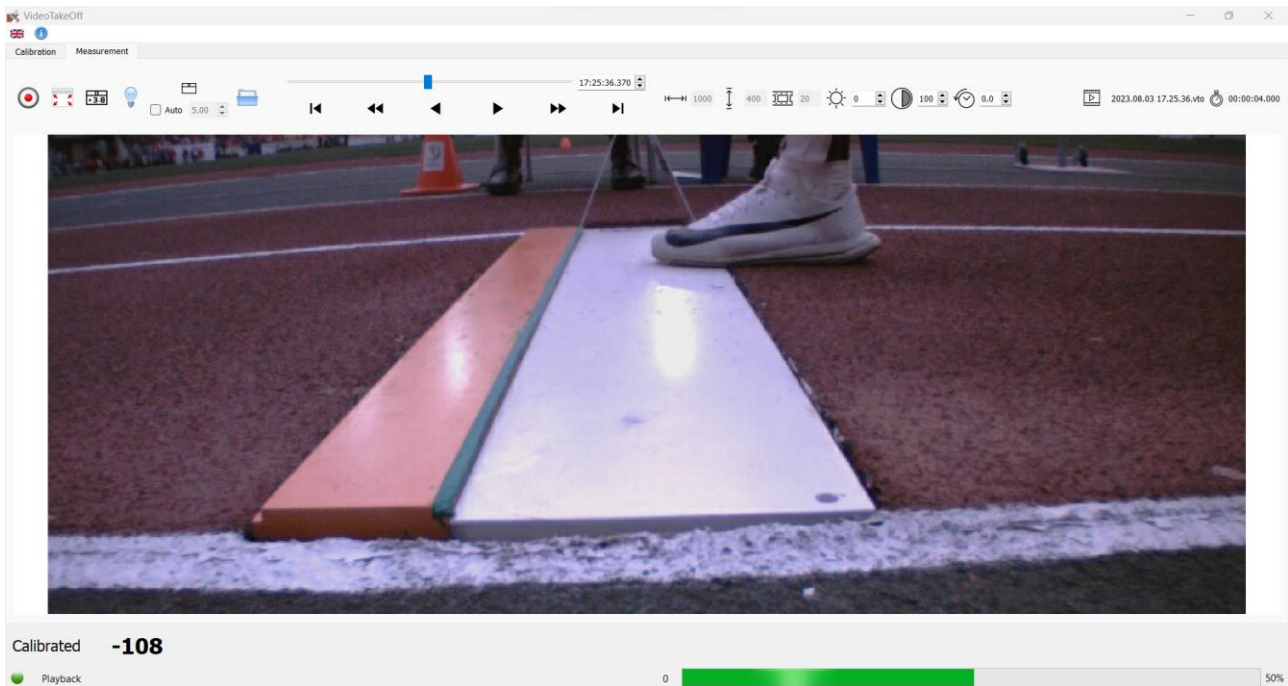 VideoTakeOff
Calibration Measurement
17:25:36.370
Auto 5.00
1000 400 20 0 100 0.0
2023.08.03 17.25.36.vto 00:00:04.000
Calibrated -108
Playback 0 50%